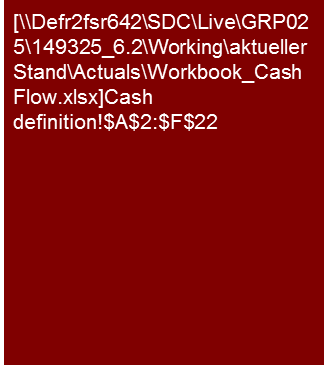 [\\Defr2fsr642\SDC\Live\GRP02
5\149325_6.2\Working\aktueller
Stand\Actuals\Workbook_Cash
Flow.xlsx]Cash
definition!$A$2:$F$22